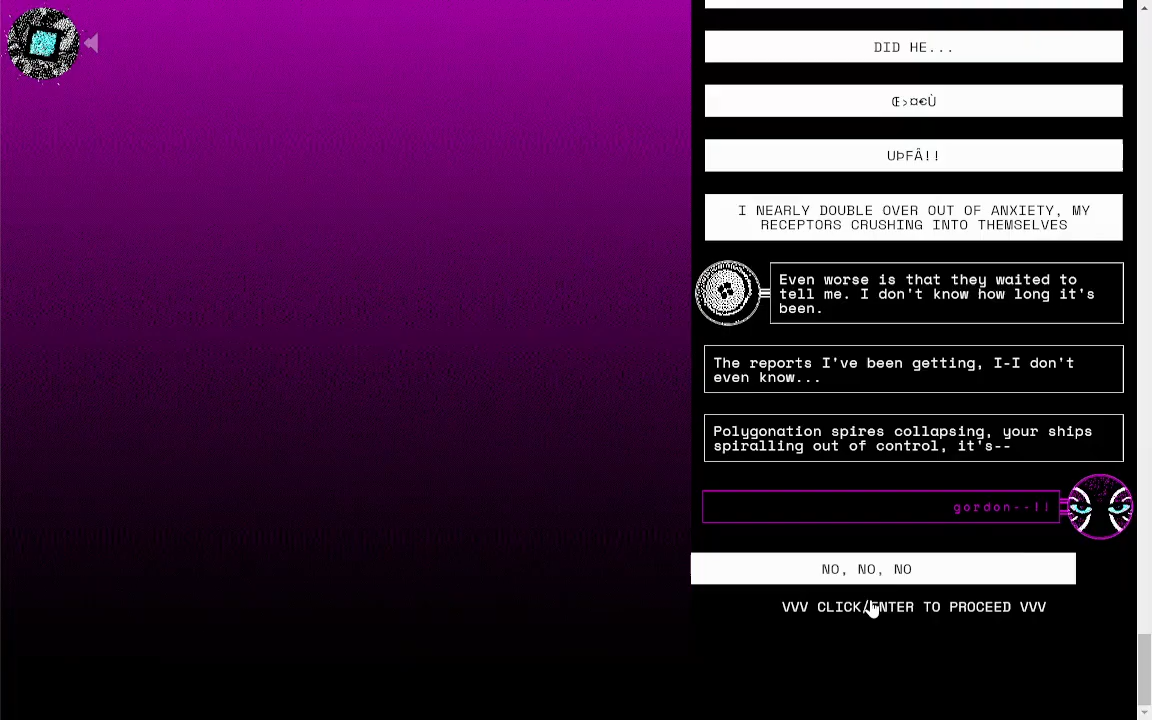 DID HE...
Œ>¤€Ù
UÞFÃ!!
I NEARLY DOUBLE OVER OUT OF ANXIETY, MY
RECEPTORS CRUSHING INTO THEMSELVES
Even worse is that they waited to
tell me. I don't know how long it's
been.
The reports I've been getting, I-I don't
even know...
Polygonation spires collapsing, your ships
spiralling out of control, it's--
gordon--!!
NO, NO, NO
VVV CLICK/ENTER TO PROCEED VVV